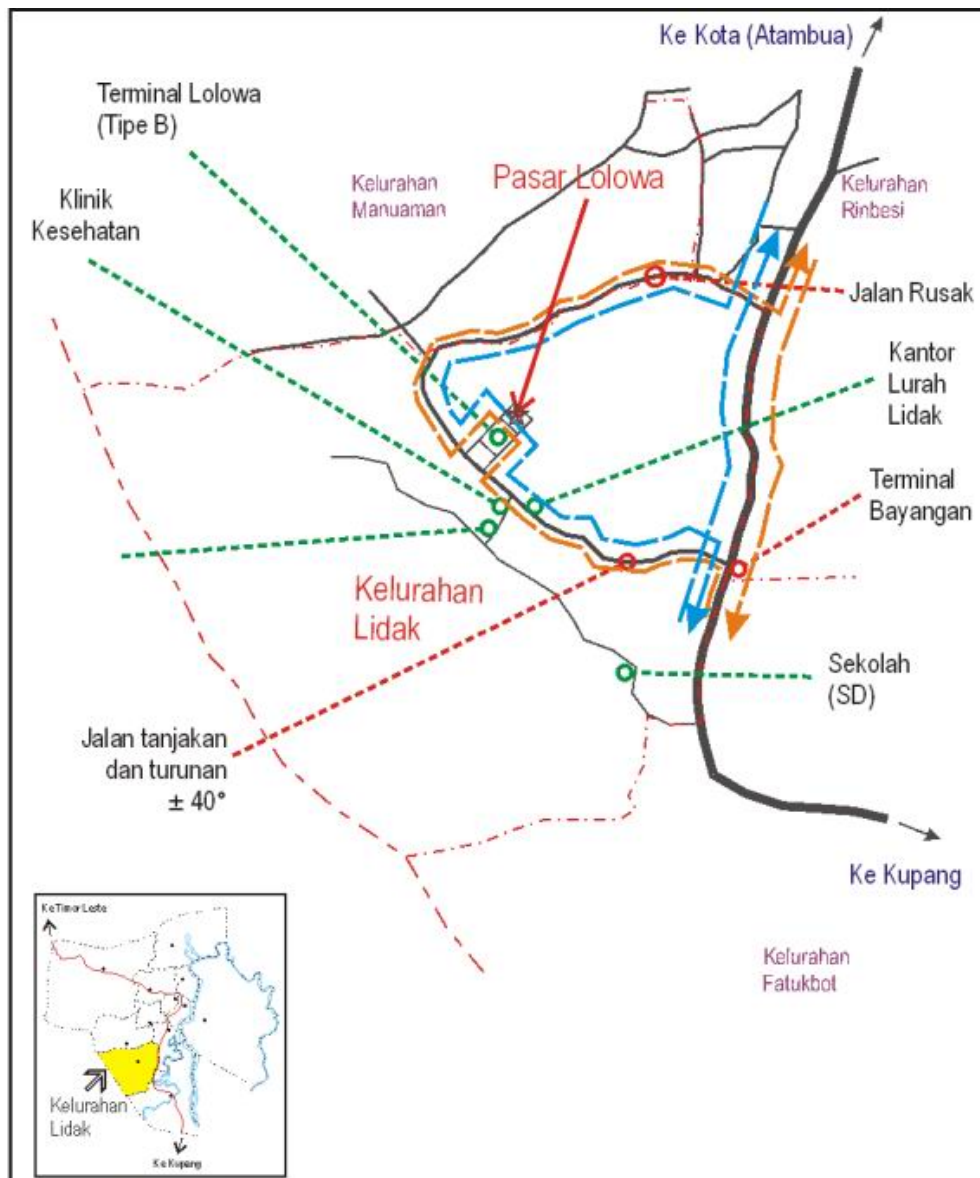 Ke Kota (Atambua)
Terminal Lolowa
(Tipe B)
Kelurahan
Manuaman
Pasar Lolowa
Kelurahan
Rinbesi
Klinik
Kesehatan
Jalan Rusak
Kantor
Lurah
Lidak
Terminal
Bayangan
Kelurahan
Lidak
Sekolah
(SD)
Jalan tanjakan
dan turunan
± 40°
Ke Kupang
Kelurahan
Fatukbot
Ke Timor Leste
Kelurahan
Lidak
Ke Kupang